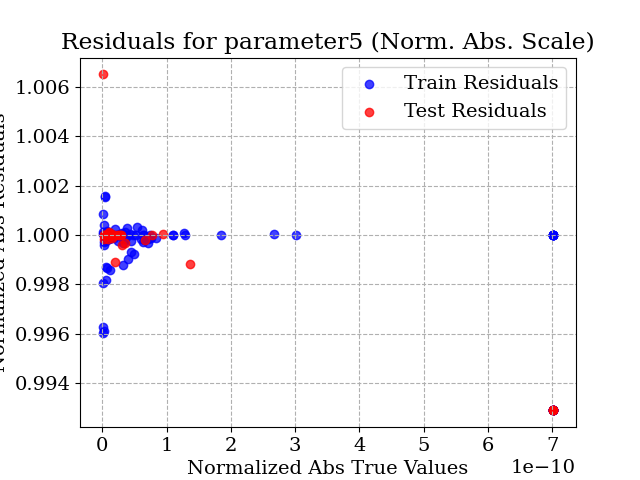 Residuals for parameter5 (Norm. Abs. Scale)
Train Residuals
Test Residuals
1.006
1.004
1.002
1.000
0.998
0.996
0.994
Normalized Abs Residuals
0 1 2 3 4 5 6 7
1e−10
Normalized Abs True Values